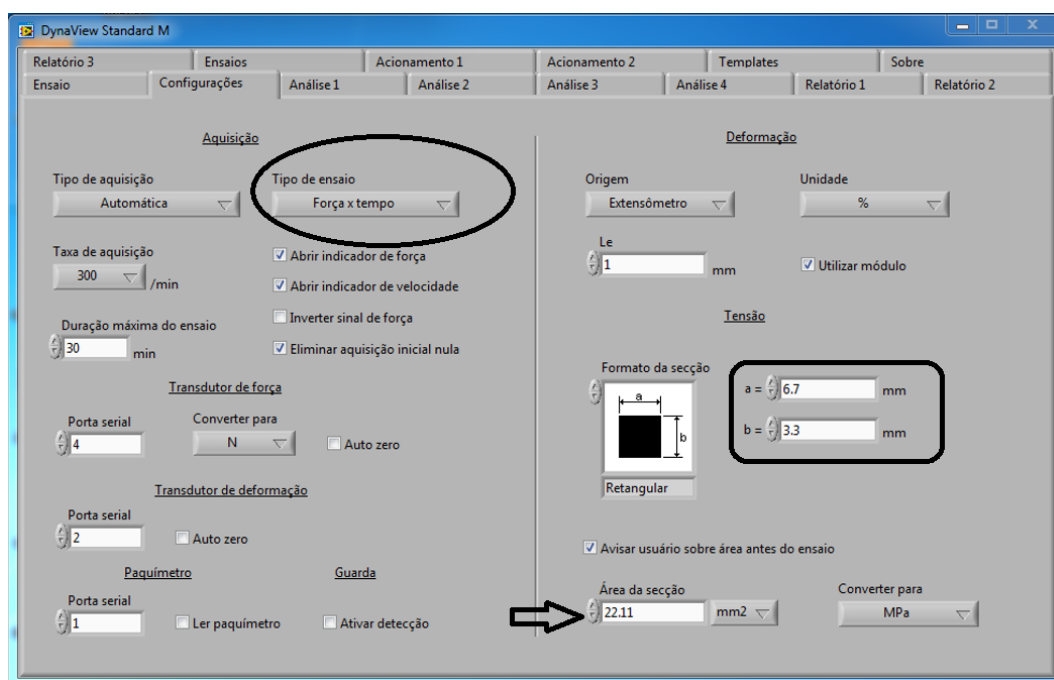 DynaView Standard M
Relatório 3 Ensaios Acionamento 1 Acionamento 2 Templates Sobre
Ensaio Configurações Análise 1 Análise 2 Análise 3 Análise 4 Relatório 1 Relatório 2
Aquisição
Tipo de aquisição
Automática
Tipo de ensaio
Força x tempo
Taxa de aquisição
300 /min
Duração máxima do ensaio
30 min
Abrir indicador de força
Abrir indicador de velocidade
Inverter sinal de força
Eliminar aquisição inicial nula
Transdutor de força
Porta serial
4
Converter para
N
Auto zero
Transdutor de deformação
Porta serial
2
Auto zero
Paquímetro
Porta serial
1
Ler paquímetro
Guarda
Ativar detecção
Deformação
Origem
Extensômetro
Unidade
%
Le
1 mm
Utilizar módulo
Tensão
Formato da secção
a
b
Retangular
a = 6.7 mm
b = 3.3 mm
Avisar usuário sobre área antes do ensaio
Área da secção
22.11 mm2
Converter para
MPa